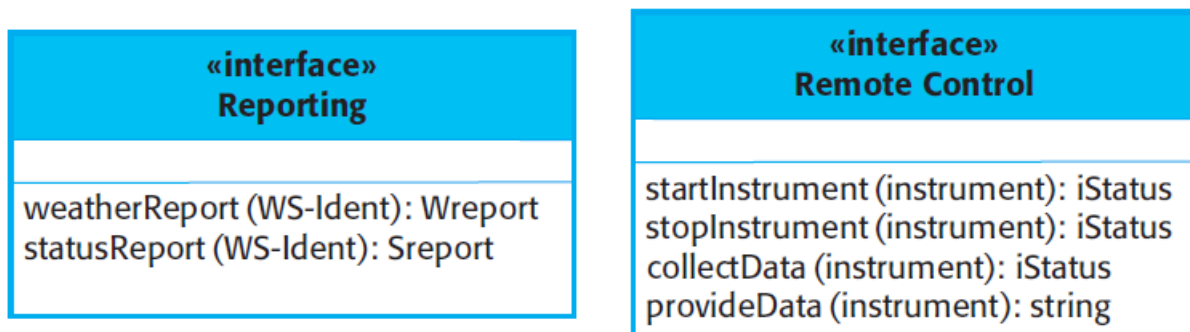 «interface»
Reporting
weatherReport (WS-Ident): Wreport
statusReport (WS-Ident): Sreport
«interface»
Remote Control
startInstrument (instrument): iStatus
stopInstrument (instrument): iStatus
collectData (instrument): iStatus
provideData (instrument): string